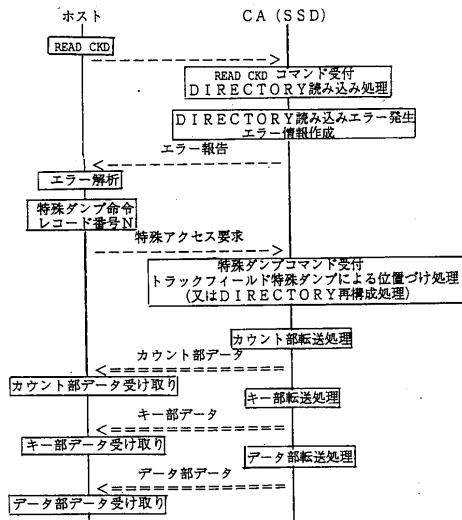 ホスト
CA(SSD)
READ CKD
READ CKD コマンド受付
DIRECTORY読み込み処理
DIRECTORY読み込みエラー発生
エラー情報作成
エラー報告
エラー解析
特殊ダンプ命令
レコード番号N
特殊アクセス要求
特殊ダンプコマンド受付
トラックフィールド特殊ダンプによる位置づけ処理
(又はDIRECTORY再構成処理)
カウント部転送処理
カウント部データ
カウント部データ受け取り
キー部転送処理
キー部データ
キー部データ受け取り
データ部転送処理
データ部データ
データ部データ受け取り